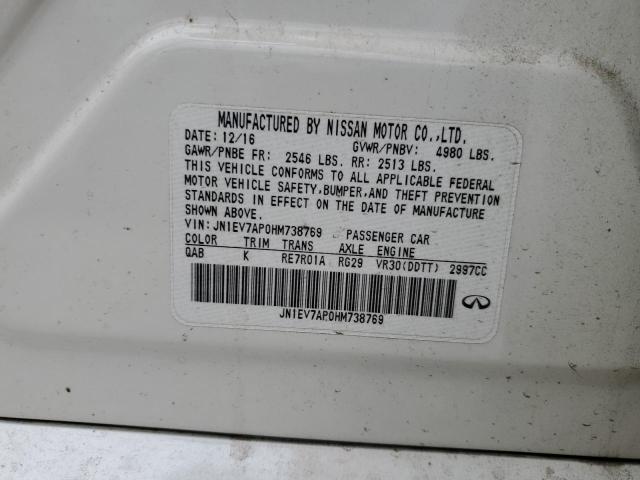 MANUFACTURED BY NISSAN MOTOR CO.,LTD.
DATE: 12/16 GVWR/PNBV: 4980 LBS.
GAWR/PNBE FR: 2546 LBS. RR: 2513 LBS.
THIS VEHICLE CONFORMS TO ALL APPLICABLE FEDERAL
MOTOR VEHICLE SAFETY,BUMPER,AND THEFT PREVENTION
STANDARDS IN EFFECT ON THE DATE OF MANUFACTURE
SHOWN ABOVE.
VIN:JN1EV7AP0HM738769 PASSENGER CAR
COLOR TRIM TRANS AXLE ENGINE
QAB K RE7R01A RG29 VR30(DDTT) 2997CC
JN1EV7AP0HM738769